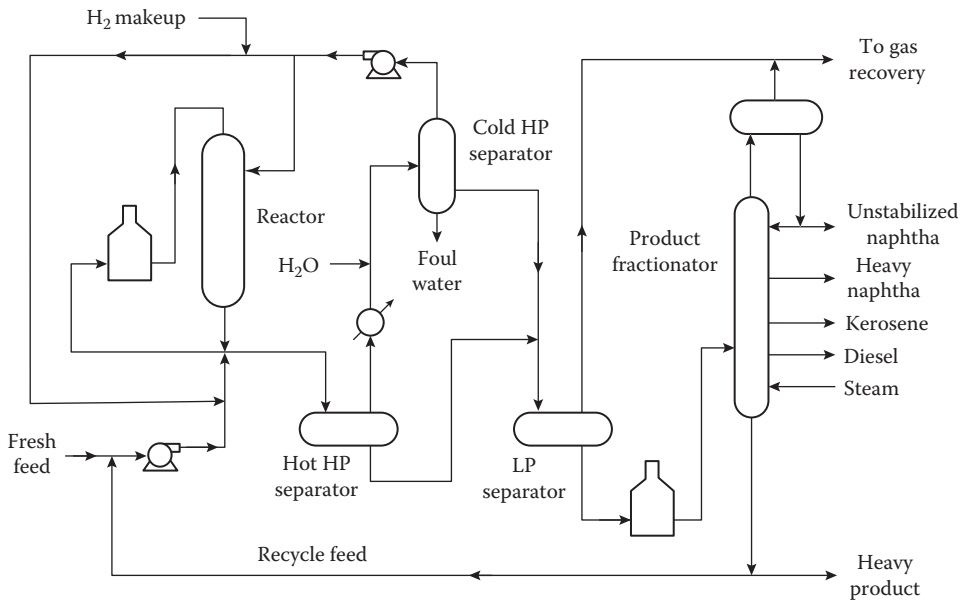 H₂ makeup
To gas
recovery
Cold HP
separator
Reactor
Product
fractionator
Unstabilized
naphtha
H₂O
Foul
water
Heavy
naphtha
Kerosene
Diesel
Steam
Fresh
feed
Hot HP
separator
LP
separator
Recycle feed
Heavy
product